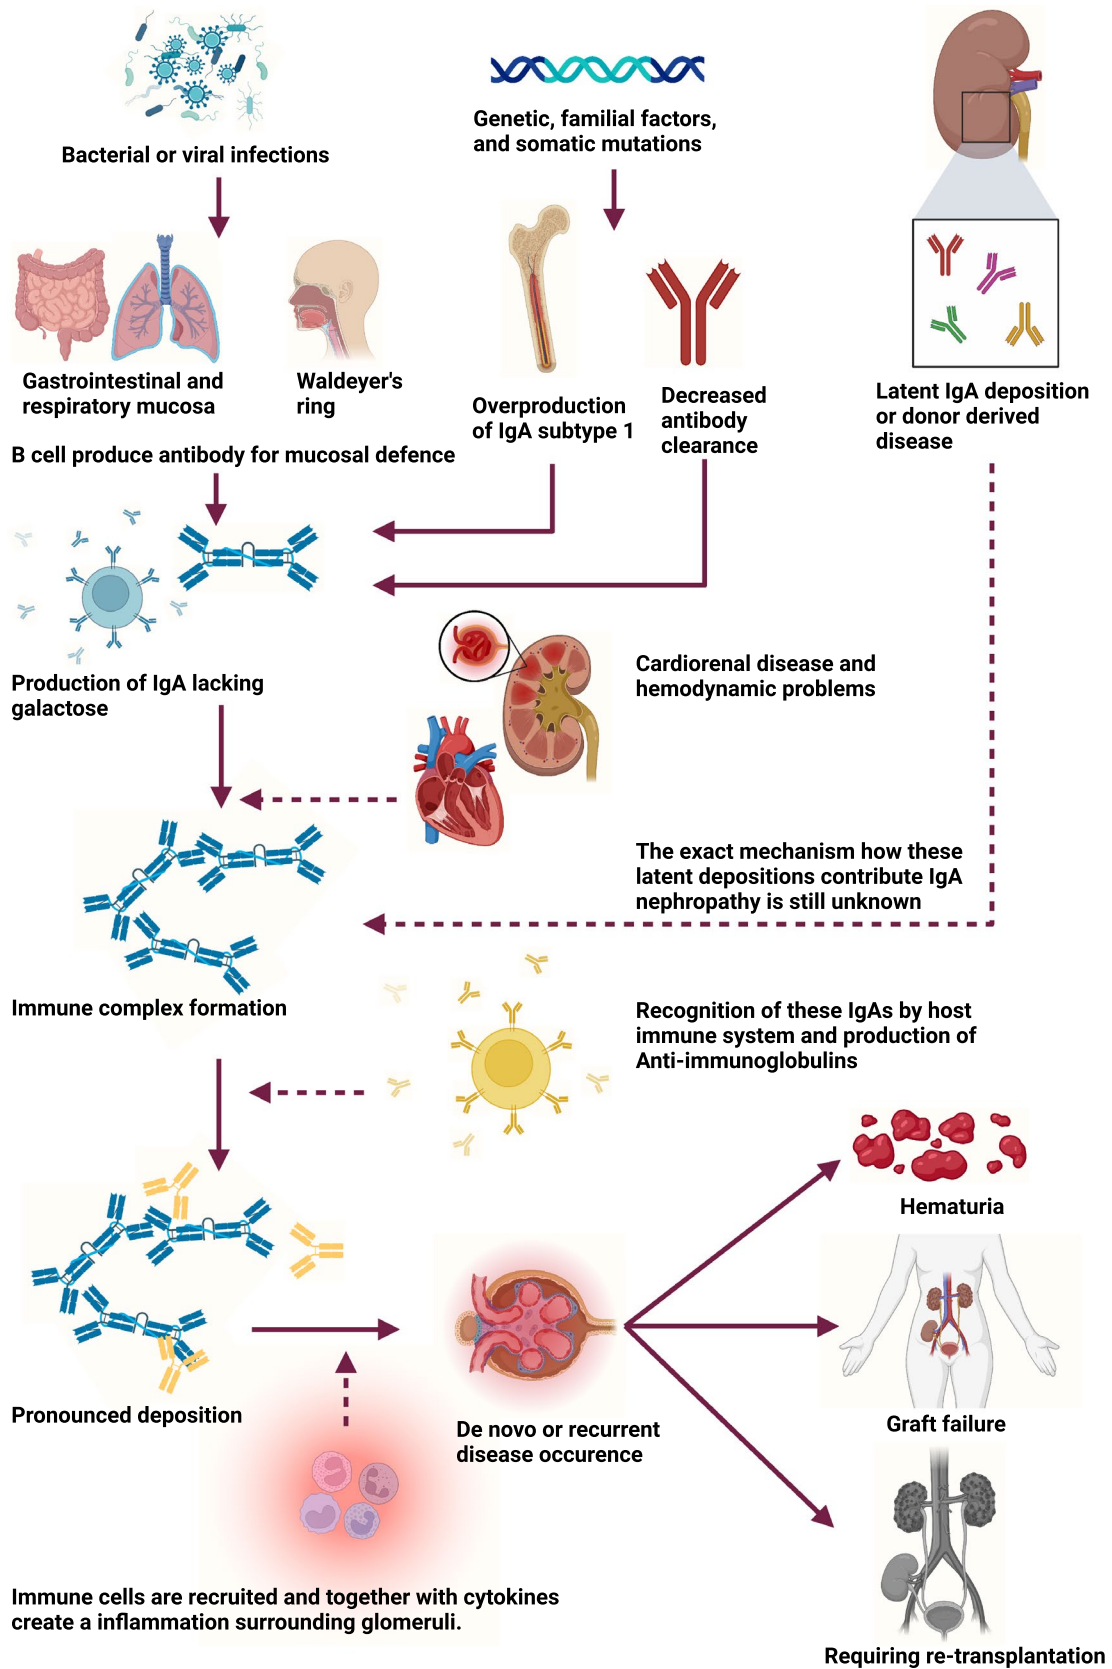 Bacterial or viral infections
Genetic, familial factors,
and somatic mutations
Gastrointestinal and
respiratory mucosa
Waldeyer's
ring
Overproduction
of IgA subtype 1
Decreased
antibody
clearance
Latent IgA deposition
or donor derived
disease
B cell produce antibody for mucosal defence
Production of IgA lacking
galactose
Cardiorenal disease and
hemodynamic problems
The exact mechanism how these
latent depositions contribute IgA
nephropathy is still unknown
Immune complex formation
Recognition of these IgAs by host
immune system and production of
Anti-immunoglobulins
Hematuria
Pronounced deposition
De novo or recurrent
disease occurence
Graft failure
Immune cells are recruited and together with cytokines
create a inflammation surrounding glomeruli.
Requiring re-transplantation